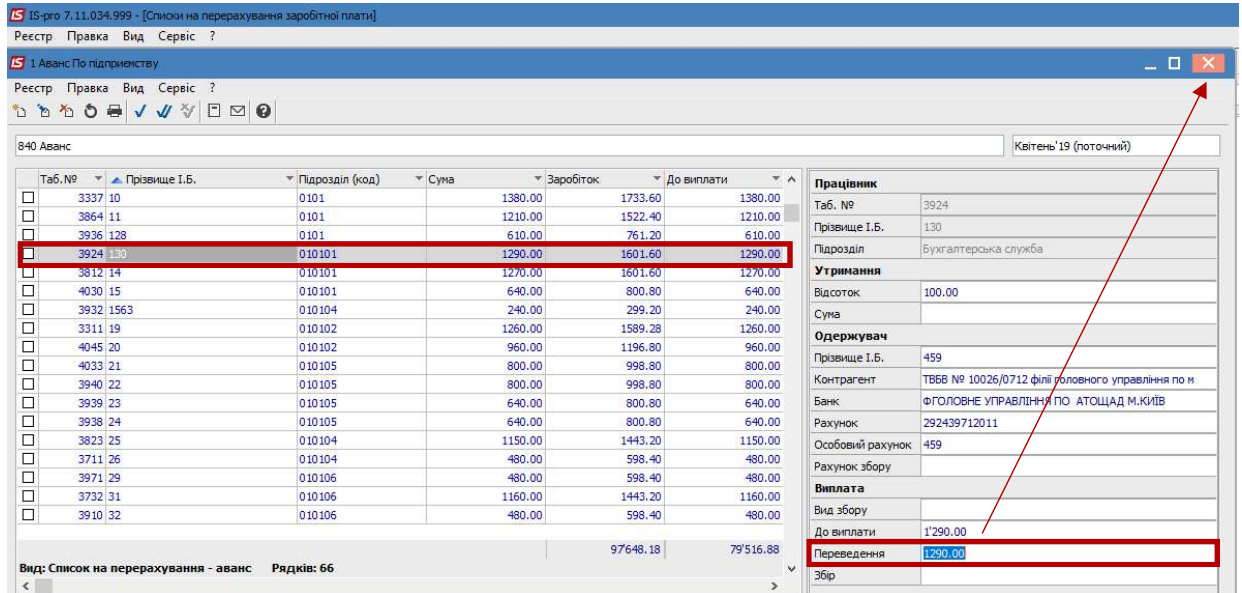 IS-pro 7.11.034.999 - [Списки на перерахування заробітної плати]
Реєстр Правка Вид Сервіс ?
1 Аванс По підприємству
Реєстр Правка Вид Сервіс ?
840 Аванс Квітень'19 (поточний)
Таб.№ Прізвище І.Б. Підрозділ (код) Сума Заробіток До виплати
3337 10 0101 1380.00 1733.60 1380.00
3864 11 0101 1210.00 1522.40 1210.00
3936 128 0101 610.00 761.20 610.00
3924 130 010101 1290.00 1601.60 1290.00
3812 14 010101 1270.00 1601.60 1270.00
4030 15 010101 640.00 800.80 640.00
3932 1563 010104 240.00 299.20 240.00
3311 19 010102 1260.00 1589.28 1260.00
4045 20 010102 960.00 1196.80 960.00
4033 21 010105 800.00 998.80 800.00
3940 22 010105 800.00 998.80 800.00
3939 23 010105 640.00 800.80 640.00
3938 24 010105 640.00 800.80 640.00
3823 25 010104 1150.00 1443.20 1150.00
3711 26 010104 480.00 598.40 480.00
3971 29 010106 480.00 598.40 480.00
3732 31 010106 1160.00 1443.20 1160.00
3910 32 010106 480.00 598.40 480.00
97'648.18 79'516.88
Вид: Список на перерахування - аванс Рядків: 66
Працівник
Таб. № 3924
Прізвище І.Б. 130
Підрозділ Бухгалтерська служба
Утримання
Відсоток 100.00
Сума
Одержувач
Прізвище І.Б. 459
Контрагент ТВБВ № 10026/0712 філії головного управління по м
Банк ФГОЛОВНЕ УПРАВЛІННЯ ПО АТОЩАД М.КИЇВ
Рахунок 292439712011
Особовий рахунок 459
Рахунок збору
Виплата
Вид збору
До виплати 1'290.00
Переведення 1290.00
Збір